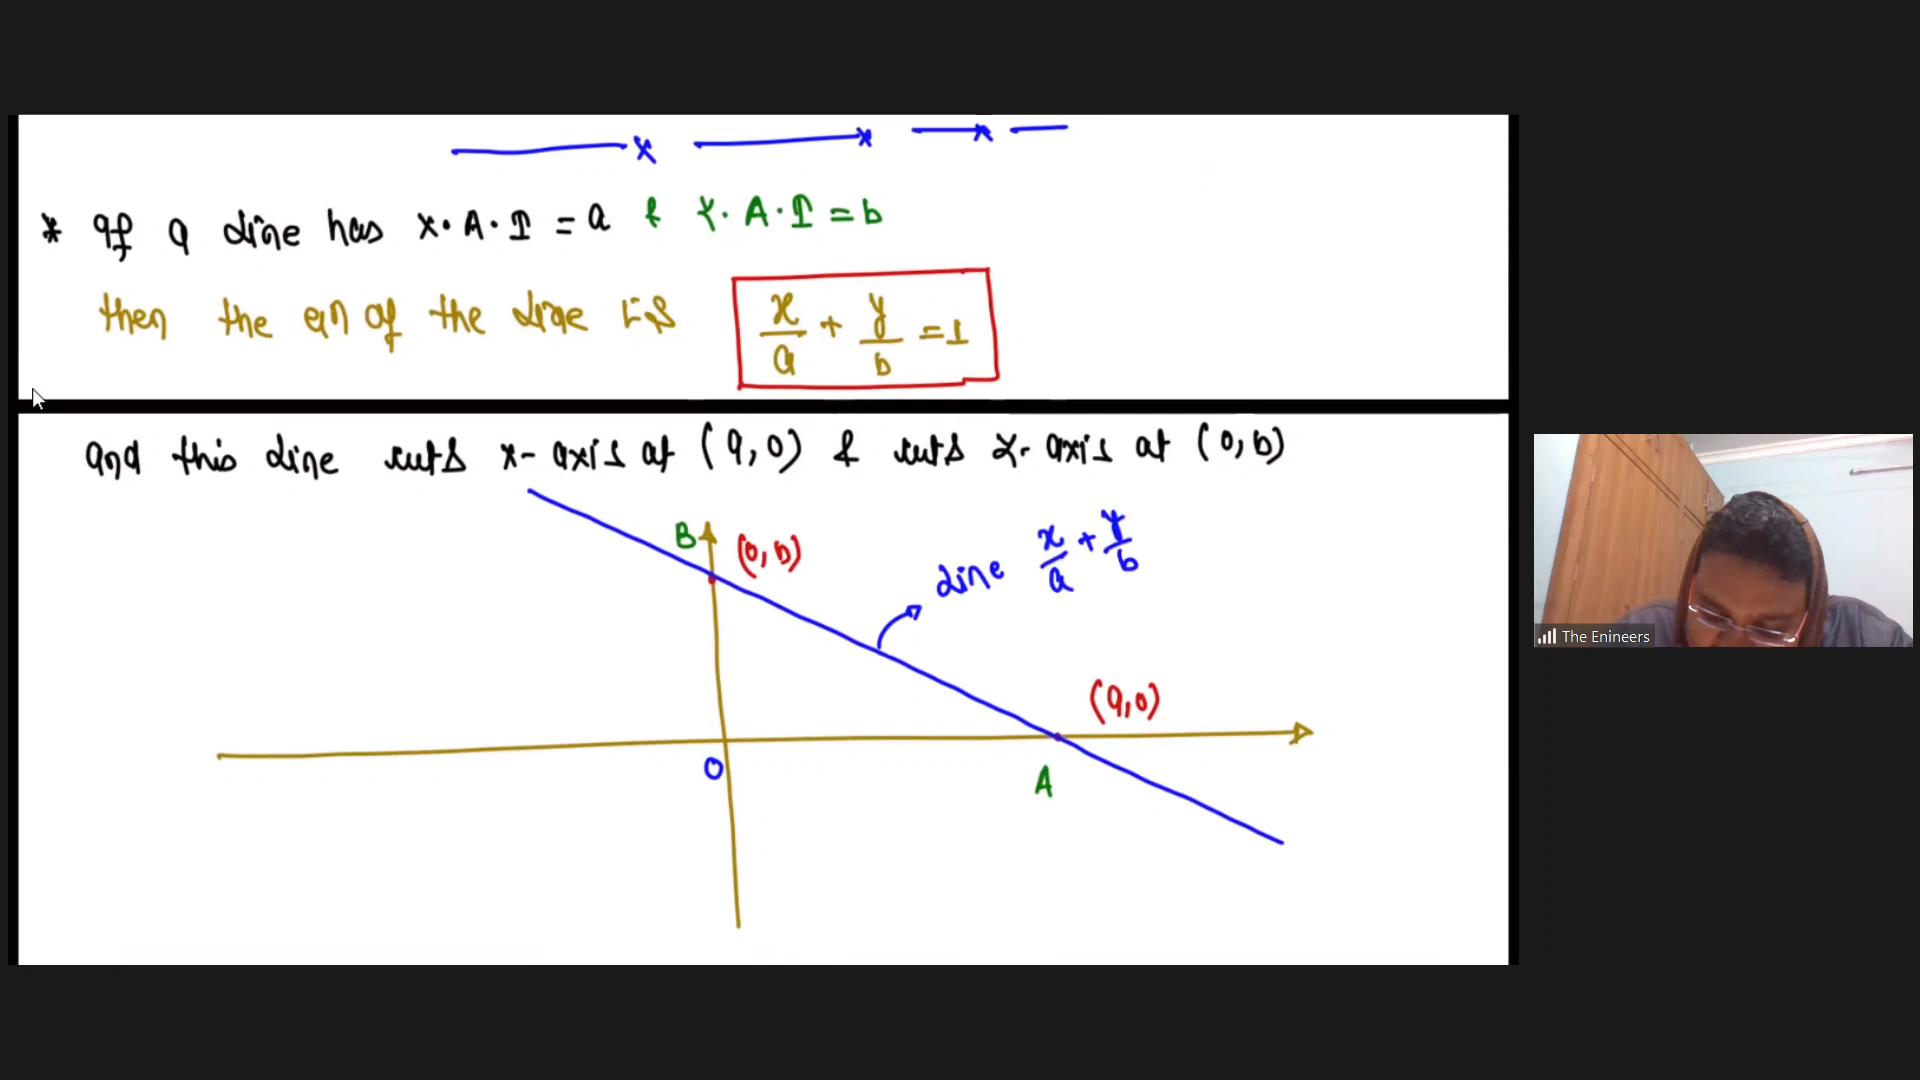 * If a line has x. A. I = a & Y. A. I = b
then the eqn of the line is x/a + y/b = 1
and this line cuts x-axis at (a,0) & cuts Y-axis at (0,b)
B (0,b)
line x/a + y/b
(a,0)
O
A
The Enineers